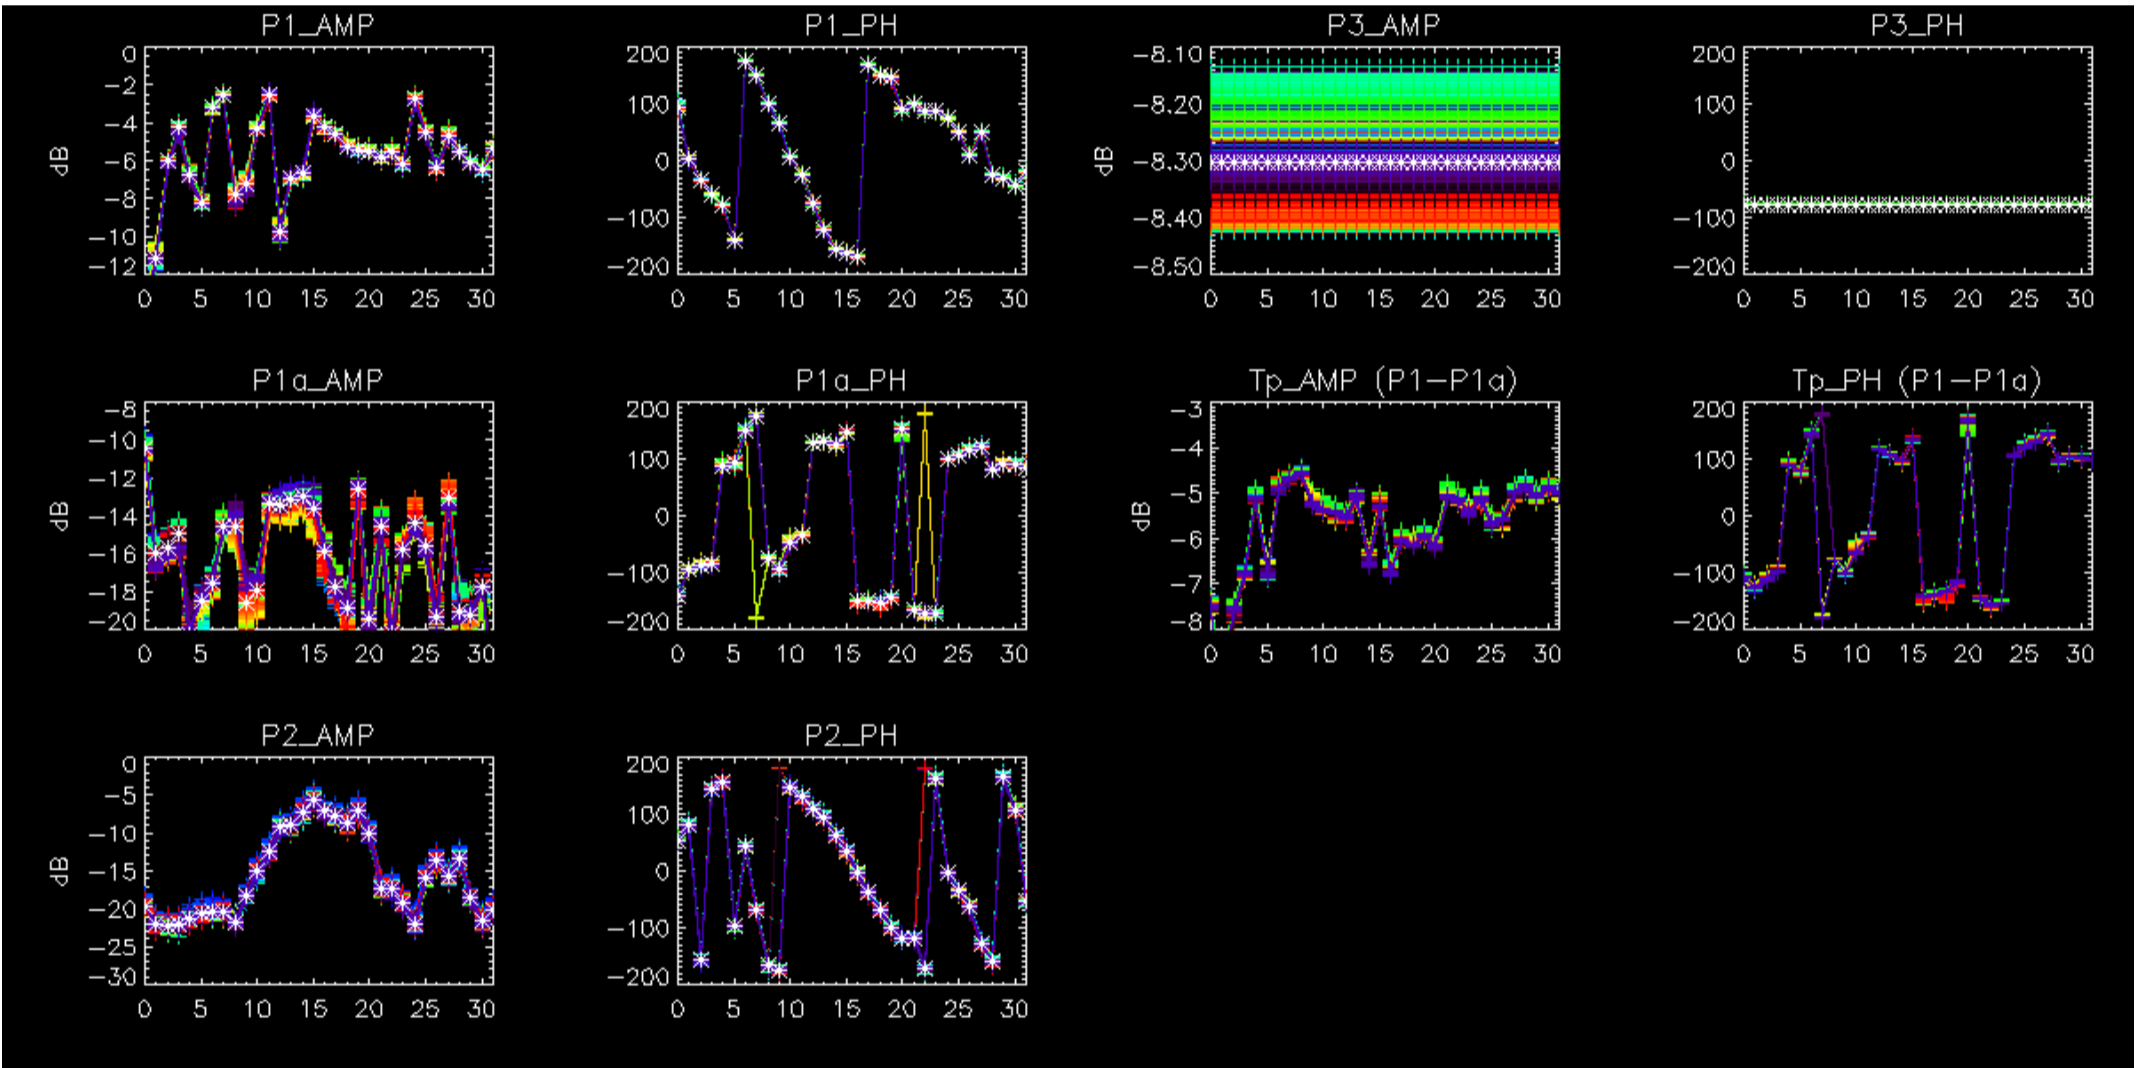 P1_AMP
0
−2
−4
−6
−8
−10
−12
dB
0 5 10 15 20 25 30
P1_PH
200
100
0
−100
−200
0 5 10 15 20 25 30
P3_AMP
−8.10
−8.20
−8.30
−8.40
−8.50
dB
0 5 10 15 20 25 30
P3_PH
200
100
0
−100
−200
0 5 10 15 20 25 30
P1a_AMP
−8
−10
−12
−14
−16
−18
−20
dB
0 5 10 15 20 25 30
P1a_PH
200
100
0
−100
−200
0 5 10 15 20 25 30
Tp_AMP (P1−P1a)
−3
−4
−5
−6
−7
−8
dB
0 5 10 15 20 25 30
Tp_PH (P1−P1a)
200
100
0
−100
−200
0 5 10 15 20 25 30
P2_AMP
0
−5
−10
−15
−20
−25
−30
dB
0 5 10 15 20 25 30
P2_PH
200
100
0
−100
−200
0 5 10 15 20 25 30